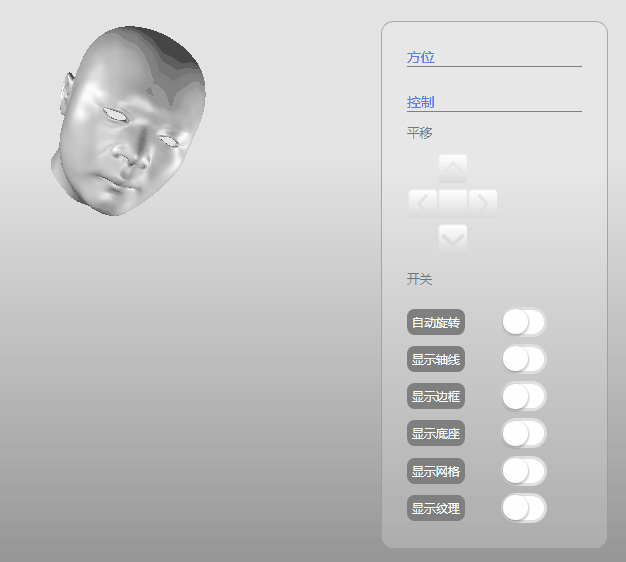 方位
控制
平移
开关
自动旋转
显示轴线
显示边框
显示底座
显示网格
显示纹理